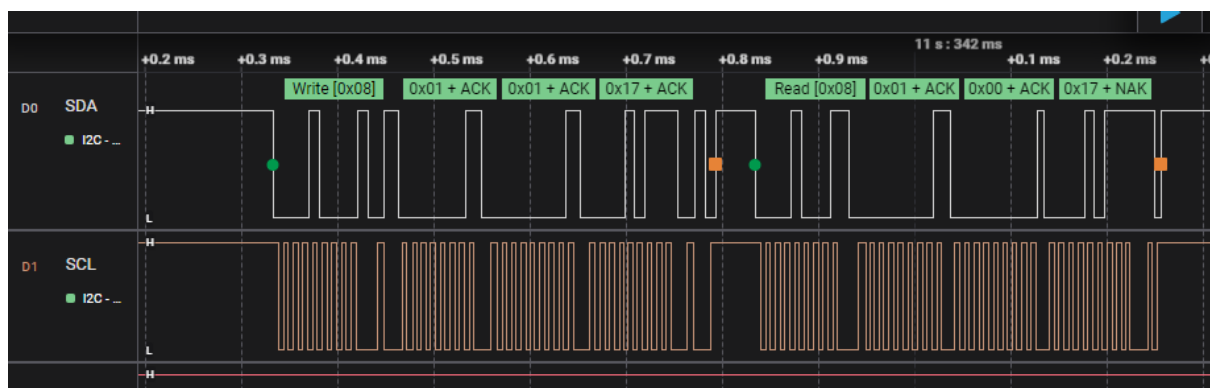 11 s : 342 ms
+0.2 ms +0.3 ms +0.4 ms +0.5 ms +0.6 ms +0.7 ms +0.8 ms +0.9 ms +0.1 ms +0.2 ms
Write [0x08] 0x01 + ACK 0x01 + ACK 0x17 + ACK Read [0x08] 0x01 + ACK 0x00 + ACK 0x17 + NAK
D0 SDA H
I2C - ...
L
D1 SCL H
I2C - ...
L
H